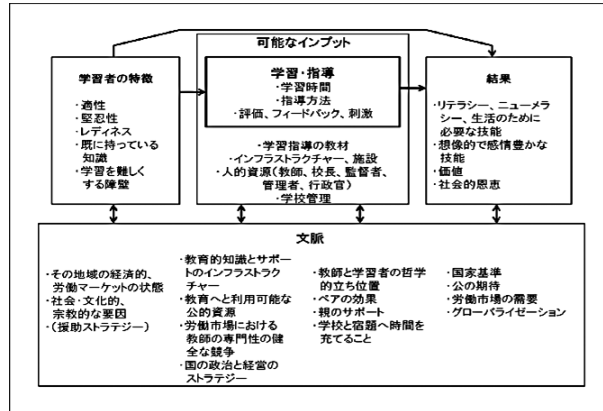 可能なインプット
学習者の特徴
・適性
・堅忍性
・レディネス
・既に持っている
知識
・学習を難しく
する障壁
学習・指導
・学習時間
・指導方法
・評価、フィードバック、刺激
・学習指導の教材
・インフラストラクチャー、施設
・人的資源(教師、校長、監督者、
管理者、行政官)
・学校管理
結果
・リテラシー、ニューメラ
シー、生活のために
必要な技能
・想像的で感情豊かな
技能
・価値
・社会的恩恵
文脈
・その地域の経済的、
労働マーケットの状態
・社会・文化的、
宗教的な要因
・(援助ストラテジー)
・教育的知識とサポー
トのインフラストラク
チャー
・教育へと利用可能な
公的資源
・労働市場における
教師の専門性の健
全な競争
・国の政治と経営の
ストラテジー
・教師と学習者の哲学
的立ち位置
・ペアの効果
・親のサポート
・学校と宿題へ時間を
充てること
・国家基準
・公の期待
・労働市場の需要
・グローバライゼーション